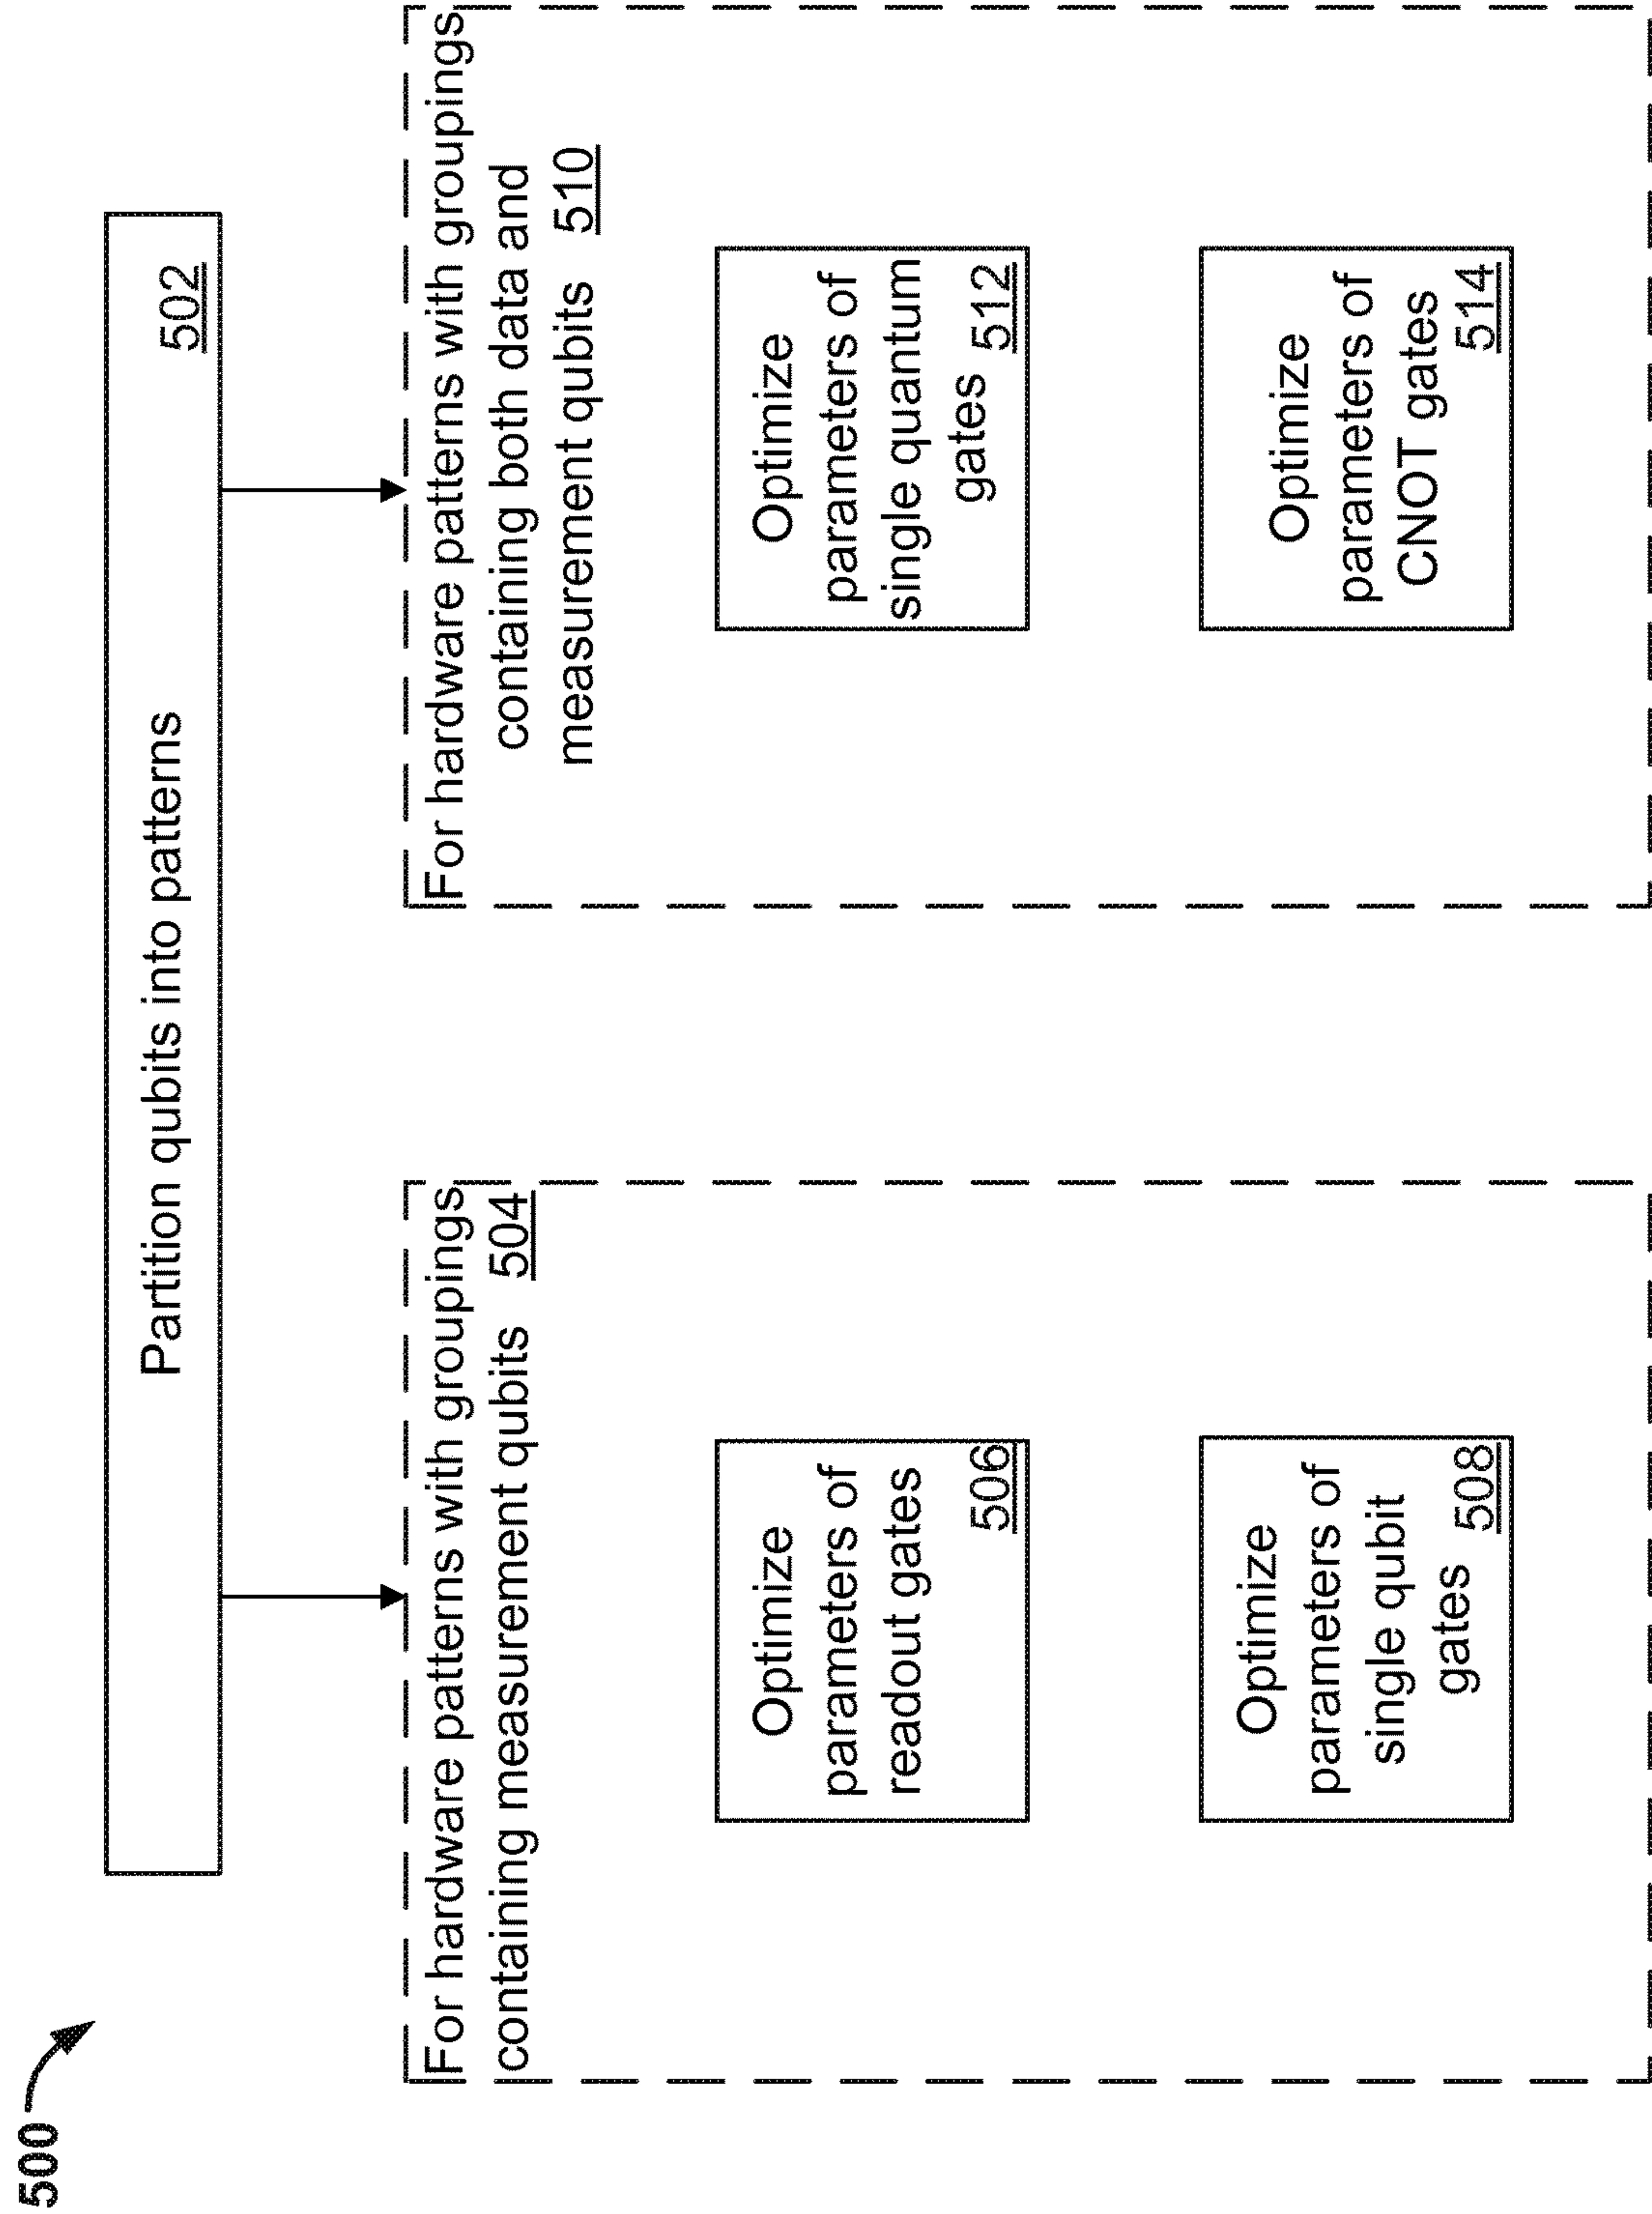 500
Partition qubits into patterns
502
For hardware patterns with groupings
containing measurement qubits 504
Optimize
parameters of
readout gates
506
Optimize
parameters of
single qubit
gates 508
For hardware patterns with groupings
containing both data and
measurement qubits 510
Optimize
parameters of
single quantum
gates 512
Optimize
parameters of
CNOT gates
514